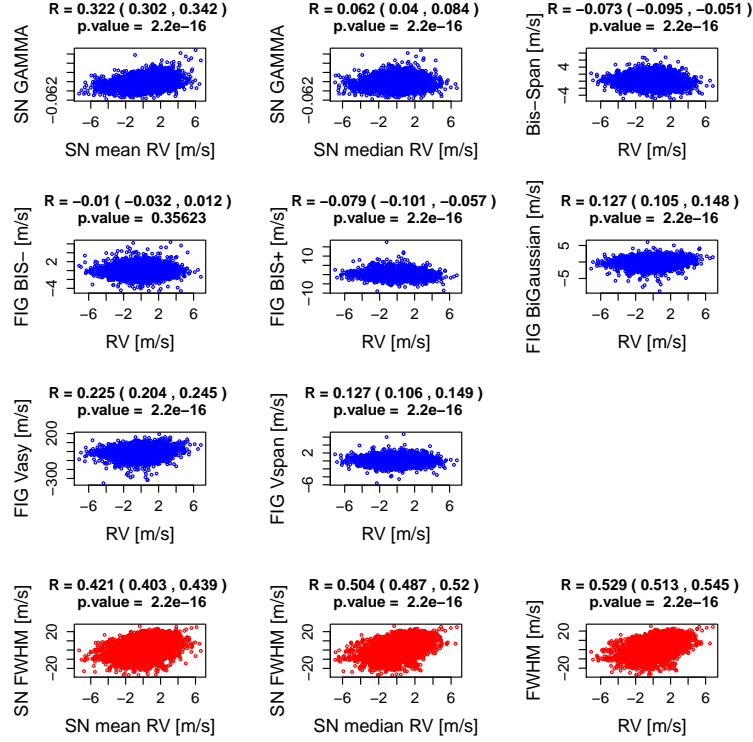 R = 0.322 ( 0.302 , 0.342 )
p.value = 2.2e−16
SN GAMMA
−0.062
−6 −2 2 4 6
SN mean RV [m/s]
R = 0.062 ( 0.04 , 0.084 )
p.value = 2.2e−16
SN GAMMA
−0.062
−6 −2 2 4 6
SN median RV [m/s]
R = −0.073 ( −0.095 , −0.051 )
p.value = 2.2e−16
Bis−Span [m/s]
−4 4
−6 −2 2 6
RV [m/s]
R = −0.01 ( −0.032 , 0.012 )
p.value = 0.35623
FIG BIS− [m/s]
−4 2
−6 −2 2 6
RV [m/s]
R = −0.079 ( −0.101 , −0.057 )
p.value = 2.2e−16
FIG BIS+ [m/s]
−10 10
−6 −2 2 6
RV [m/s]
R = 0.127 ( 0.105 , 0.148 )
p.value = 2.2e−16
FIG BiGaussian [m/s]
−5 5
−6 −2 2 6
RV [m/s]
R = 0.225 ( 0.204 , 0.245 )
p.value = 2.2e−16
FIG Vasy [m/s]
−300 200
−6 −2 2 6
RV [m/s]
R = 0.127 ( 0.106 , 0.149 )
p.value = 2.2e−16
FIG Vspan [m/s]
−6 2
−6 −2 2 6
RV [m/s]
R = 0.421 ( 0.403 , 0.439 )
p.value = 2.2e−16
SN FWHM [m/s]
−20 20
−6 −2 2 4 6
SN mean RV [m/s]
R = 0.504 ( 0.487 , 0.52 )
p.value = 2.2e−16
SN FWHM [m/s]
−20 20
−6 −2 2 4 6
SN median RV [m/s]
R = 0.529 ( 0.513 , 0.545 )
p.value = 2.2e−16
FWHM [m/s]
−20 20
−6 −2 2 6
RV [m/s]